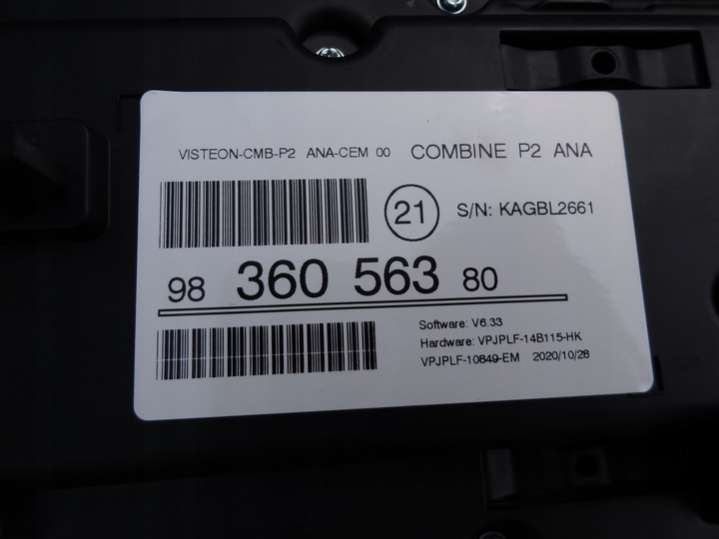 VISTEON-CMB-P2 ANA-CEM 00 COMBINE P2 ANA
21 S/N: KAGBL2661
98 360 563 80
Software: V6.33
Hardware: VPJPLF-14B115-HK
VPJPLF-10849-EM 2020/10/28